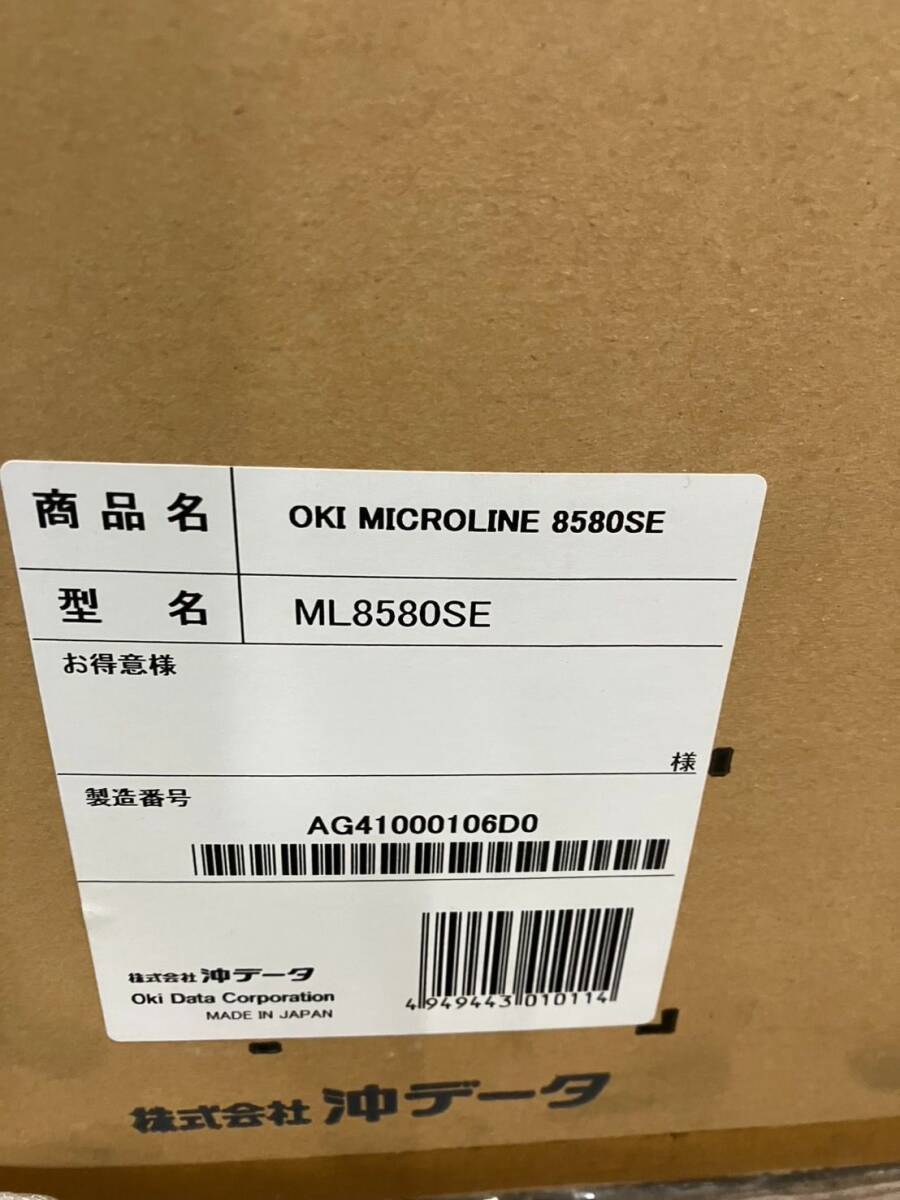 商品名 OKI MICROLINE 8580SE
型名 ML8580SE
お得意様
様
製造番号
AG41000106D0
株式会社 沖データ
Oki Data Corporation
MADE IN JAPAN
4949443010114
株式会社 沖データ